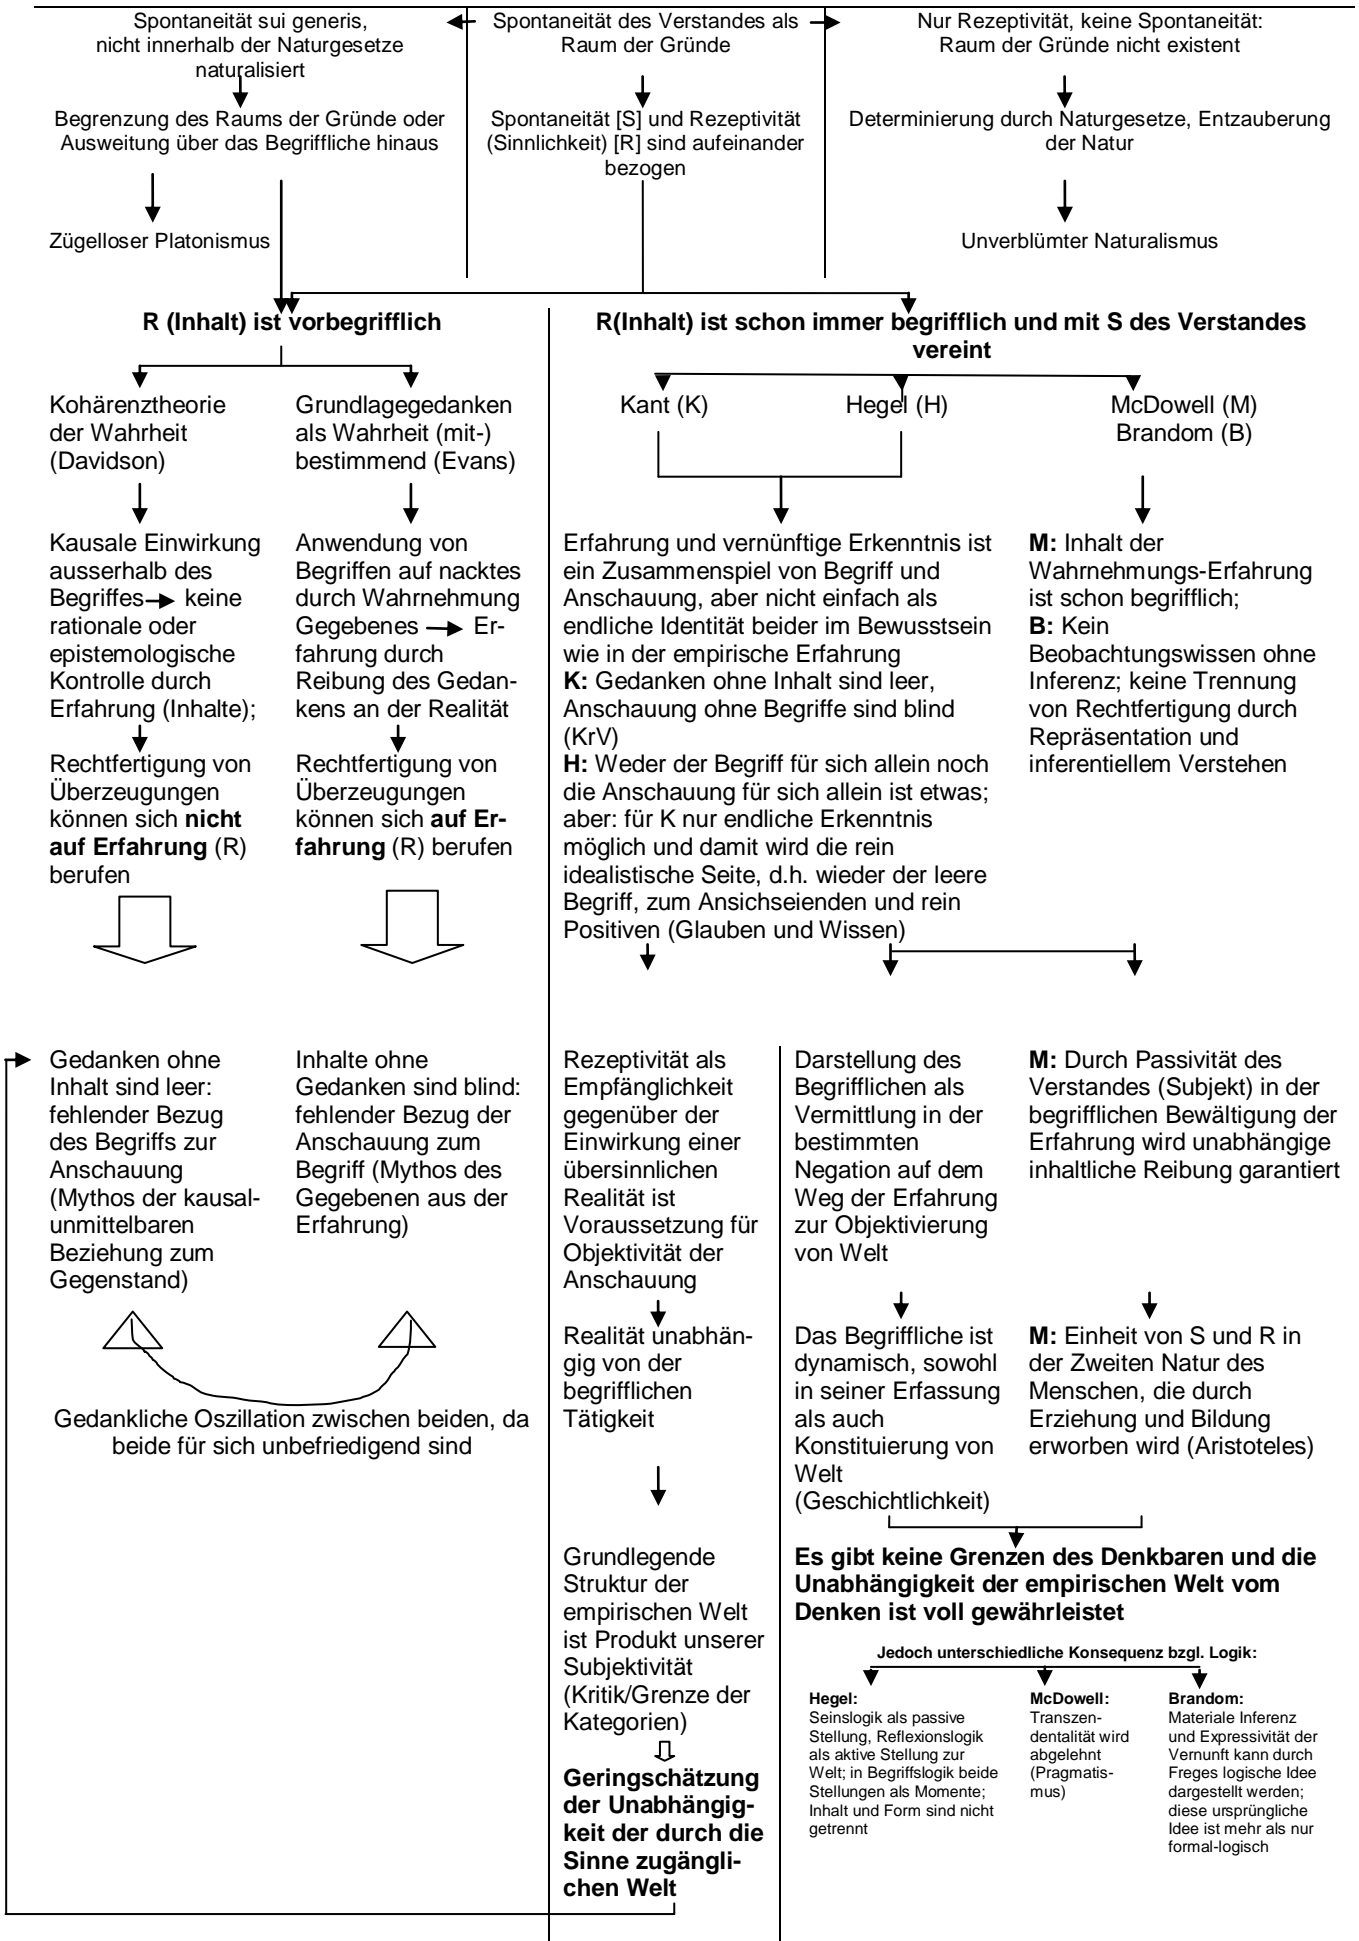 Spontaneität sui generis,
nicht innerhalb der Naturgesetze
naturalisiert
Spontaneität des Verstandes als
Raum der Gründe
Nur Rezeptivität, keine Spontaneität:
Raum der Gründe nicht existent
Begrenzung des Raums der Gründe oder
Ausweitung über das Begriffliche hinaus
Spontaneität [S] und Rezeptivität
(Sinnlichkeit) [R] sind aufeinander
bezogen
Determinierung durch Naturgesetze, Entzauberung
der Natur
Zügelloser Platonismus
Unverblümter Naturalismus
R (Inhalt) ist vorbegrifflich
R(Inhalt) ist schon immer begrifflich und mit S des Verstandes
vereint
Kohärenztheorie
der Wahrheit
(Davidson)
Grundlagegedanken
als Wahrheit (mit-)
bestimmend (Evans)
Kant (K)
Hegel (H)
McDowell (M)
Brandom (B)
Kausale Einwirkung
ausserhalb des
Begriffes keine
rationale oder
epistemologische
Kontrolle durch
Erfahrung (Inhalte);
Anwendung von
Begriffen auf nacktes
durch Wahrnehmung
Gegebenes Er-
fahrung durch
Reibung des Gedan-
kens an der Realität
Rechtfertigung von
Überzeugungen
können sich nicht
auf Erfahrung (R)
berufen
Rechtfertigung von
Überzeugungen
können sich auf Er-
fahrung (R) berufen
Erfahrung und vernünftige Erkenntnis ist
ein Zusammenspiel von Begriff und
Anschauung, aber nicht einfach als
endliche Identität beider im Bewusstsein
wie in der empirische Erfahrung
K: Gedanken ohne Inhalt sind leer,
Anschauung ohne Begriffe sind blind
(KrV)
H: Weder der Begriff für sich allein noch
die Anschauung für sich allein ist etwas;
aber: für K nur endliche Erkenntnis
möglich und damit wird die rein
idealistische Seite, d.h. wieder der leere
Begriff, zum Ansichseienden und rein
Positiven (Glauben und Wissen)
M: Inhalt der
Wahrnehmungs-Erfahrung
ist schon begrifflich;
B: Kein
Beobachtungswissen ohne
Inferenz; keine Trennung
von Rechtfertigung durch
Repräsentation und
inferentiellem Verstehen
Gedanken ohne
Inhalt sind leer:
fehlender Bezug
des Begriffs zur
Anschauung
(Mythos der kausal-
unmittelbaren
Beziehung zum
Gegenstand)
Inhalte ohne
Gedanken sind blind:
fehlender Bezug der
Anschauung zum
Begriff (Mythos des
Gegebenen aus der
Erfahrung)
Gedankliche Oszillation zwischen beiden, da
beide für sich unbefriedigend sind
Rezeptivität als
Empfänglichkeit
gegenüber der
Einwirkung einer
übersinnlichen
Realität ist
Voraussetzung für
Objektivität der
Anschauung
Realität unabhän-
gig von der
begrifflichen
Tätigkeit
Grundlegende
Struktur der
empirischen Welt
ist Produkt unserer
Subjektivität
(Kritik/Grenze der
Kategorien)
Geringschätzung
der Unabhängig-
keit der durch die
Sinne zugängli-
chen Welt
Darstellung des
Begrifflichen als
Vermittlung in der
bestimmten
Negation auf dem
Weg der Erfahrung
zur Objektivierung
von Welt
M: Durch Passivität des
Verstandes (Subjekt) in der
begrifflichen Bewältigung der
Erfahrung wird unabhängige
inhaltliche Reibung garantiert
Das Begriffliche ist
dynamisch, sowohl
in seiner Erfassung
als auch
Konstituierung von
Welt
(Geschichtlichkeit)
M: Einheit von S und R in
der Zweiten Natur des
Menschen, die durch
Erziehung und Bildung
erworben wird (Aristoteles)
Es gibt keine Grenzen des Denkbaren und die
Unabhängigkeit der empirischen Welt vom
Denken ist voll gewährleistet
Jedoch unterschiedliche Konsequenz bzgl. Logik:
Hegel:
Seinslogik als passive
Stellung, Reflexionslogik
als aktive Stellung zur
Welt; in Begriffslogik beide
Stellungen als Momente;
Inhalt und Form sind nicht
getrennt
McDowell:
Transzen-
dentalität wird
abgelehnt
(Pragmatis-
mus)
Brandom:
Materiale Inferenz
und Expressivität der
Vernunft kann durch
Freges logische Idee
dargestellt werden;
diese ursprüngliche
Idee ist mehr als nur
formal-logisch